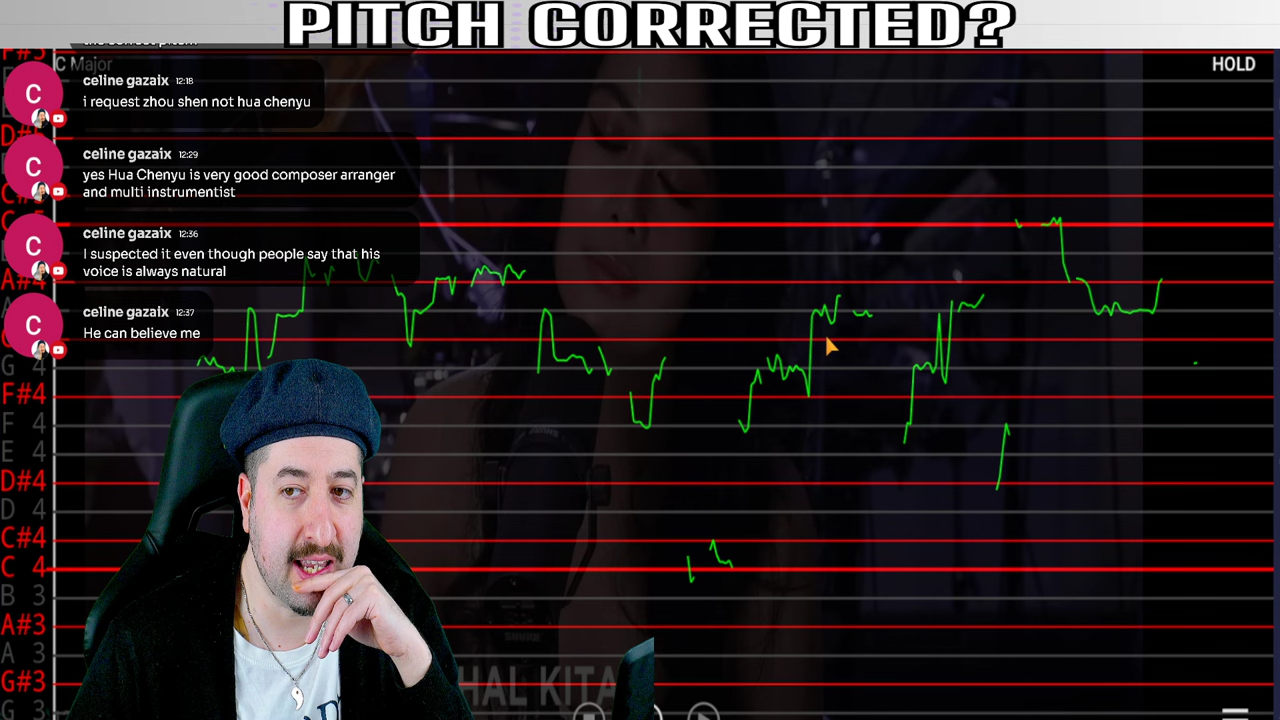 PITCH CORRECTED?
C Major
HOLD
celine gazaix 12:18
i request zhou shen not hua chenyu
celine gazaix 12:29
yes Hua Chenyu is very good composer arranger
and multi instrumentist
celine gazaix 12:36
I suspected it even though people say that his
voice is always natural
celine gazaix 12:37
He can believe me
C
C
C
C
A#4
G 4
F#4
F 4
E 4
D#4
D 4
C#4
C 4
B 3
A#3
A 3
G#3
G 3
SHURE
HAL KITA